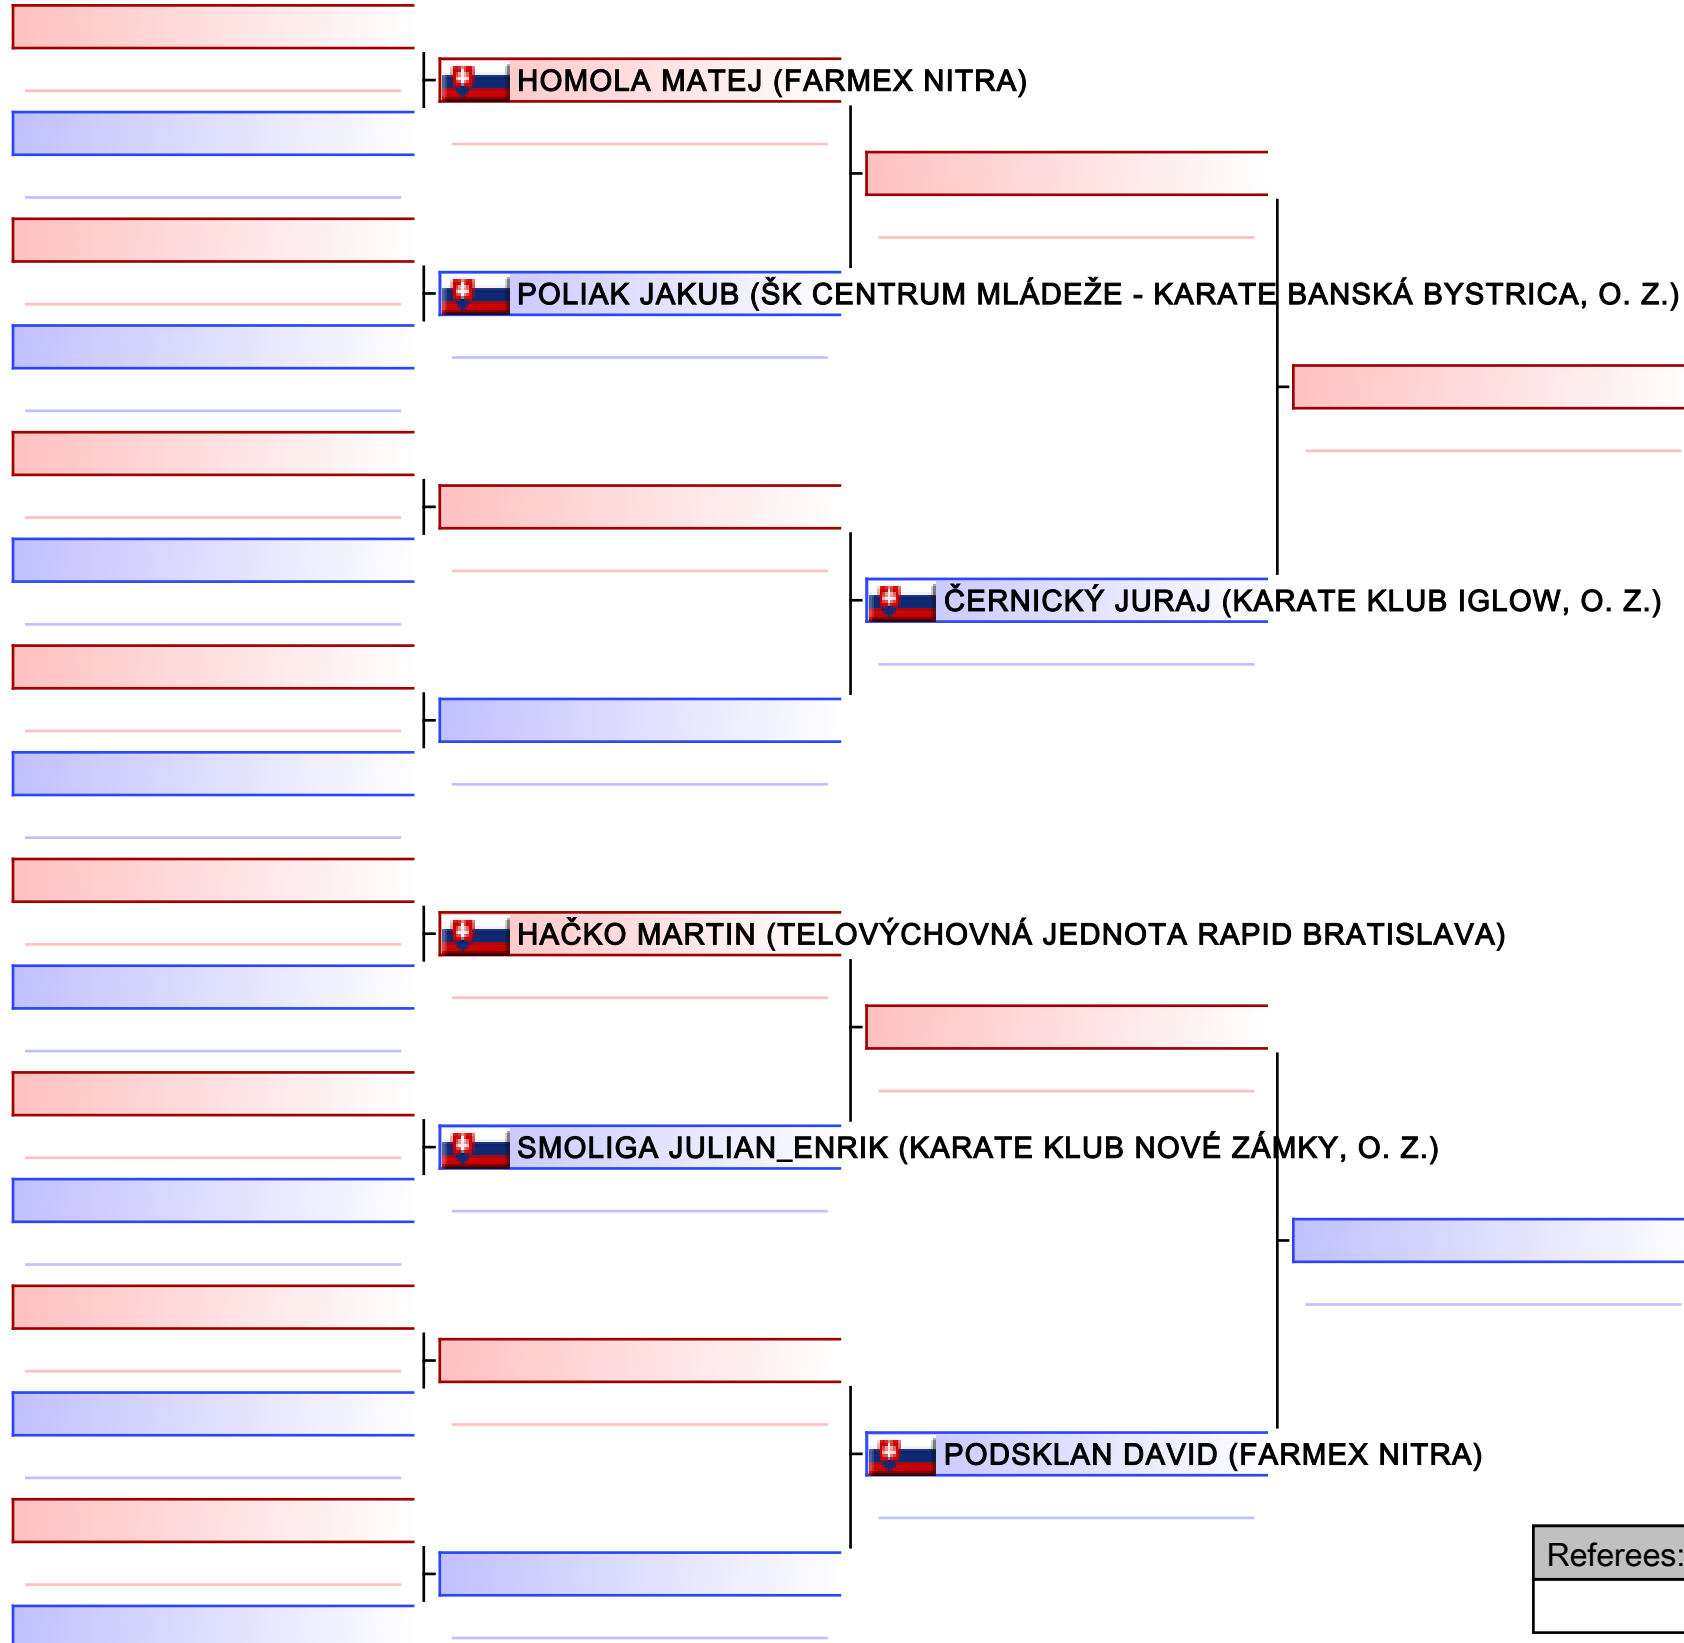 HOMOLA MATEJ (FARMEX NITRA)
POLIAK JAKUB (ŠK CENTRUM MLÁDEŽE - KARATE BANSKÁ BYSTRICA, O. Z.)
ČERNICKÝ JURAJ (KARATE KLUB IGLOW, O. Z.)
HAČKO MARTIN (TELOVÝCHOVNÁ JEDNOTA RAPID BRATISLAVA)
SMOLIGA JULIAN_ENRIK (KARATE KLUB NOVÉ ZÁMKY, O. Z.)
PODSKLAN DAVID (FARMEX NITRA)
Referees: